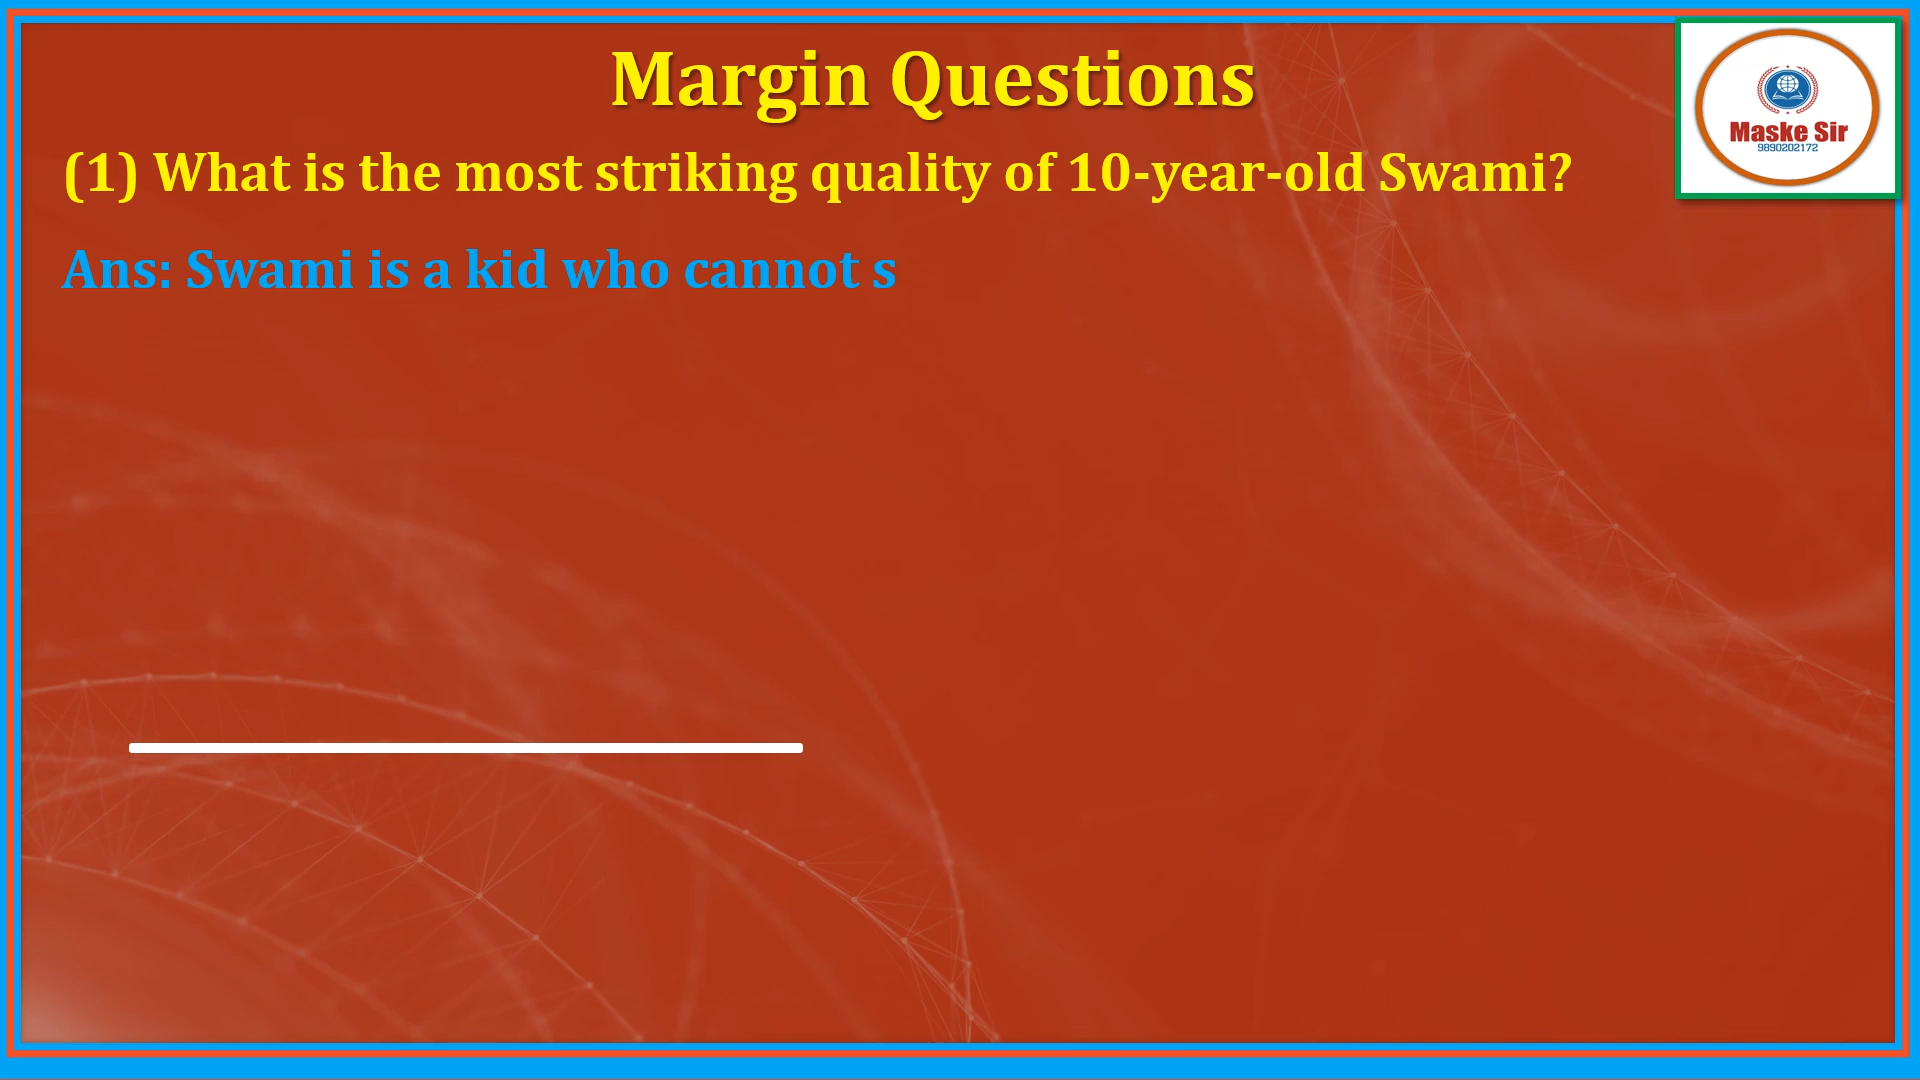 Margin Questions
(1) What is the most striking quality of 10-year-old Swami?
Ans: Swami is a kid who cannot s
Maske Sir
9890202172